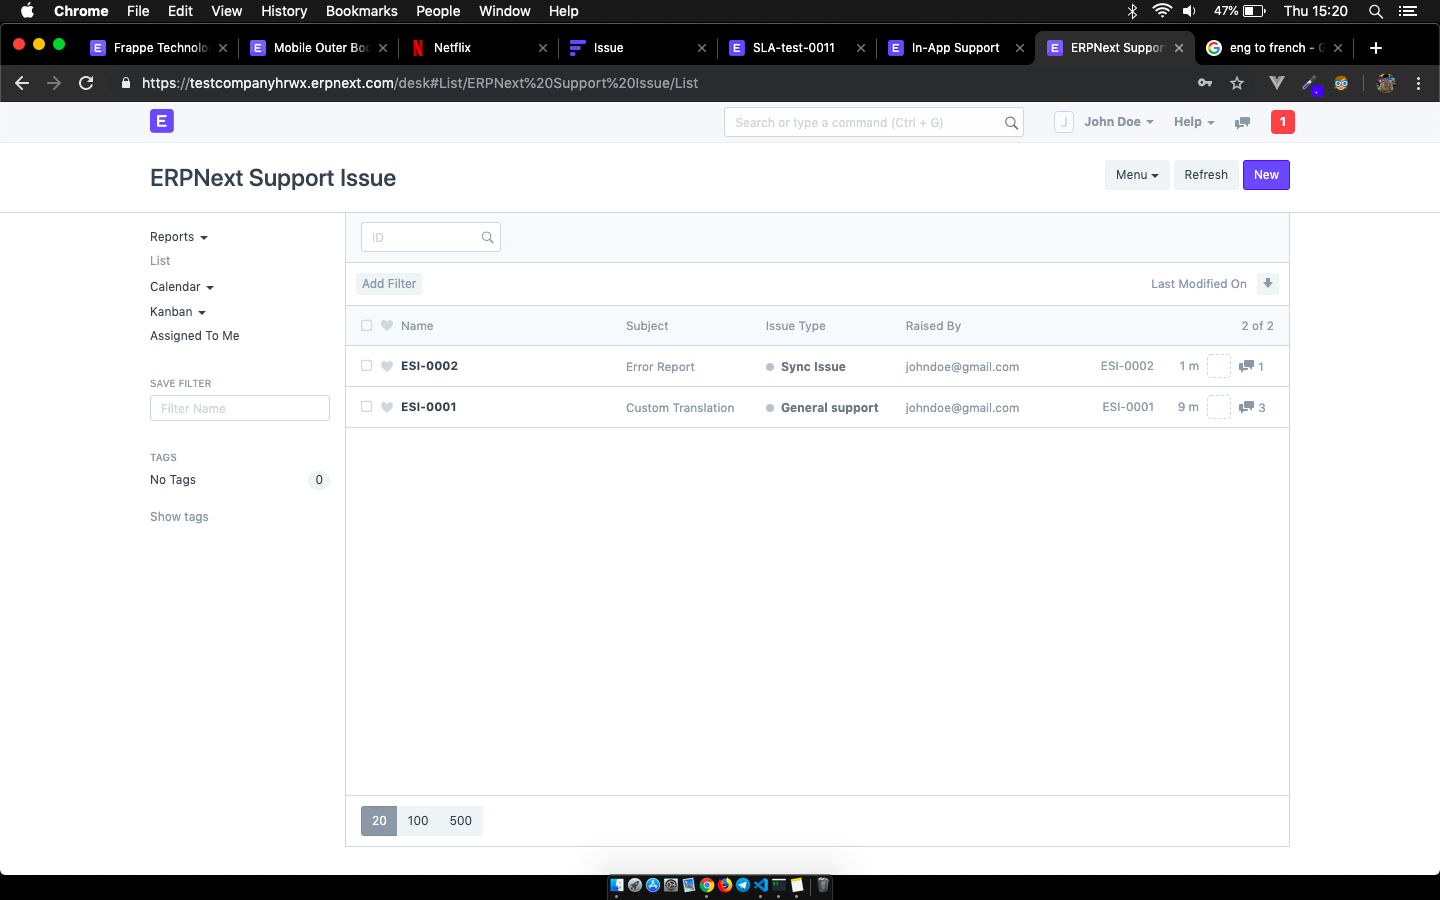 Chrome File Edit View History Bookmarks People Window Help 47% Thu 15:20
Frappe Technolo Mobile Outer Bo Netflix Issue SLA-test-0011 In-App Support ERPNext Suppor eng to french - G
https://testcompanyhrwx.erpnext.com/desk#List/ERPNext%20Support%20Issue/List
E Search or type a command (Ctrl + G) J John Doe Help 1
ERPNext Support Issue Menu Refresh New
Reports
List
Calendar
Kanban
Assigned To Me
SAVE FILTER
Filter Name
TAGS
No Tags 0
Show tags
ID
Add Filter Last Modified On
Name Subject Issue Type Raised By 2 of 2
ESI-0002 Error Report Sync Issue johndoe@gmail.com ESI-0002 1 m 1
ESI-0001 Custom Translation General support johndoe@gmail.com ESI-0001 9 m 3
20 100 500